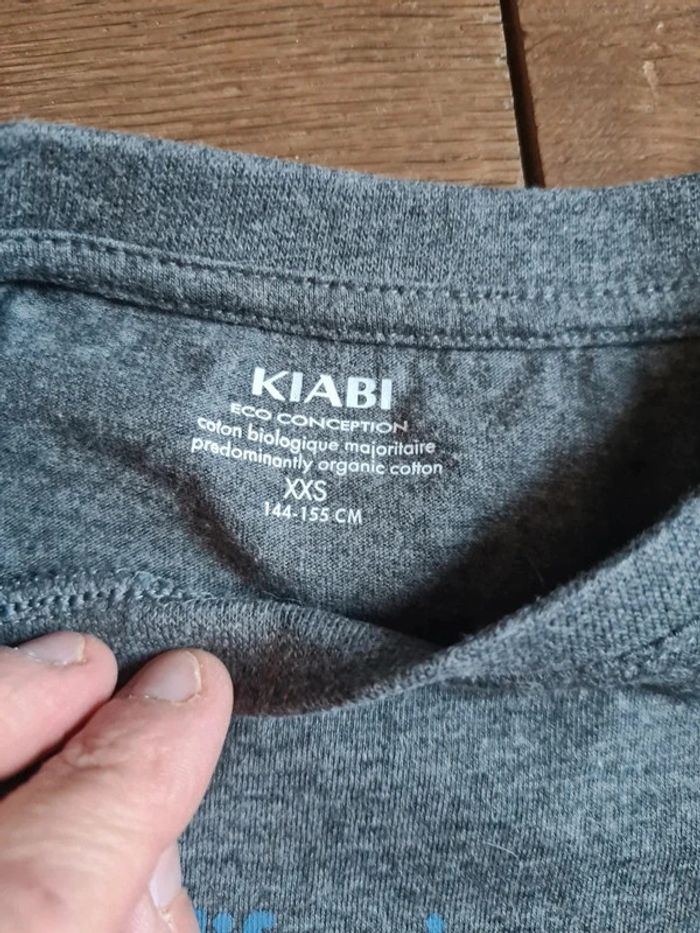 KIABI
ECO CONCEPTION
coton biologique majoritaire
predominantly organic cotton
XXS
144-155 CM